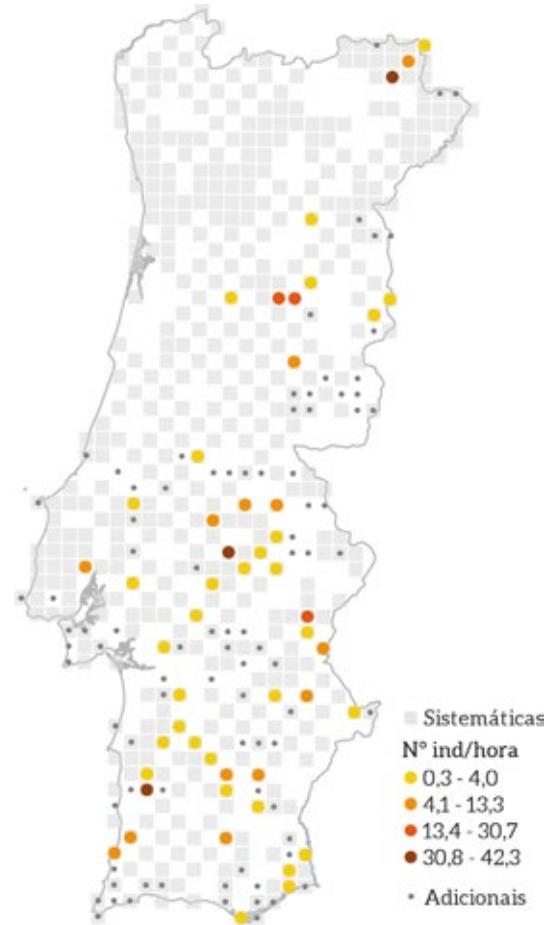 Sistemáticas
Nº ind/hora
0,3 - 4,0
4,1 - 13,3
13,4 - 30,7
30,8 - 42,3
Adicionais